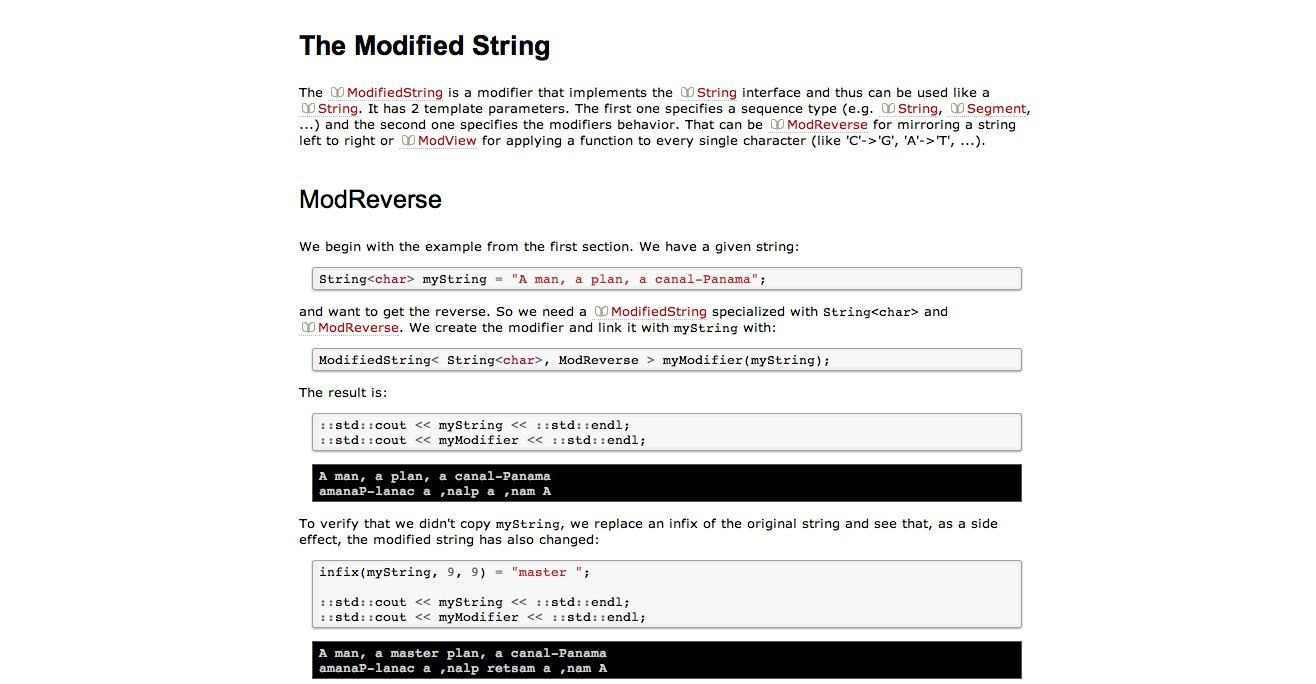 The Modified String
The ModifiedString is a modifier that implements the String interface and thus can be used like a
String. It has 2 template parameters. The first one specifies a sequence type (e.g. String, Segment,
...) and the second one specifies the modifiers behavior. That can be ModReverse for mirroring a string
left to right or ModView for applying a function to every single character (like 'C'->'G', 'A'->'T', ...).
ModReverse
We begin with the example from the first section. We have a given string:
String<char> myString = "A man, a plan, a canal-Panama";
and want to get the reverse. So we need a ModifiedString specialized with String<char> and
ModReverse. We create the modifier and link it with myString with:
ModifiedString< String<char>, ModReverse > myModifier(myString);
The result is:
::std::cout << myString << ::std::endl;
::std::cout << myModifier << ::std::endl;
A man, a plan, a canal-Panama
amanaP-lanac a ,nalp a ,nam A
To verify that we didn't copy myString, we replace an infix of the original string and see that, as a side
effect, the modified string has also changed:
infix(myString, 9, 9) = "master ";
::std::cout << myString << ::std::endl;
::std::cout << myModifier << ::std::endl;
A man, a master plan, a canal-Panama
amanaP-lanac a ,nalp retsam a ,nam A